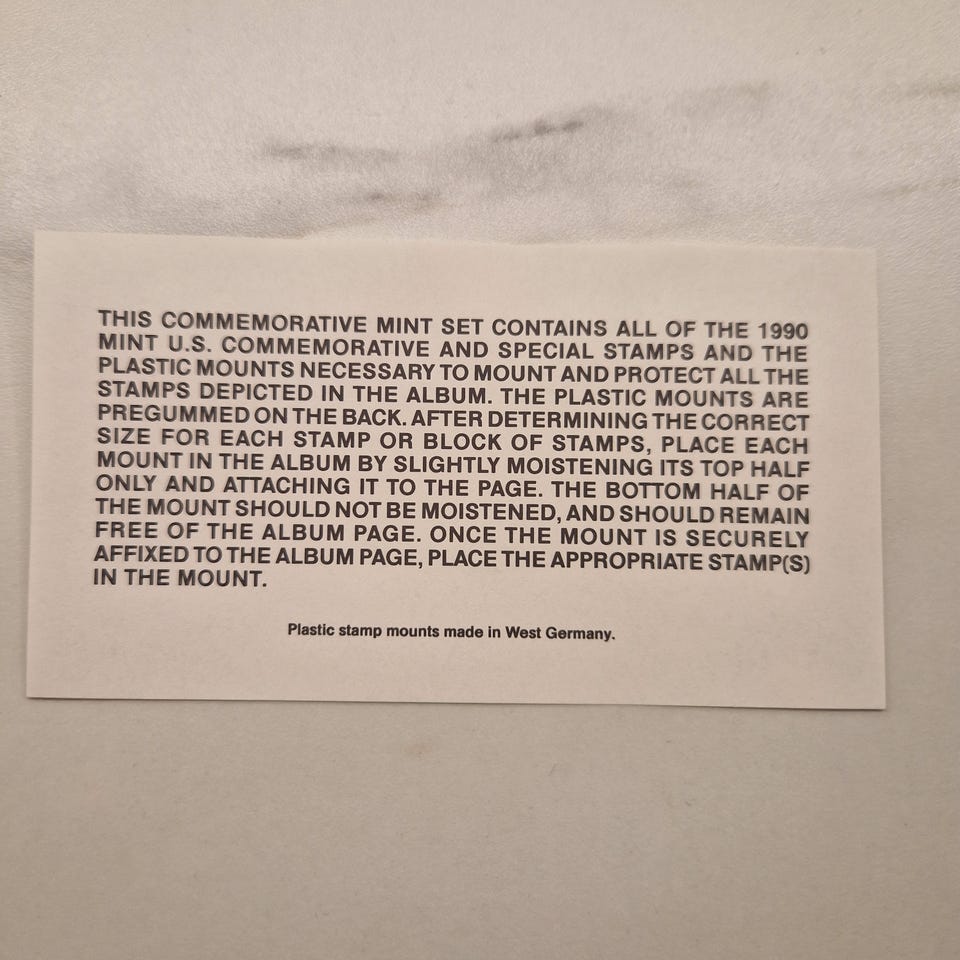 THIS COMMEMORATIVE MINT SET CONTAINS ALL OF THE 1990
MINT U.S. COMMEMORATIVE AND SPECIAL STAMPS AND THE
PLASTIC MOUNTS NECESSARY TO MOUNT AND PROTECT ALL THE
STAMPS DEPICTED IN THE ALBUM. THE PLASTIC MOUNTS ARE
PREGUMMED ON THE BACK. AFTER DETERMINING THE CORRECT
SIZE FOR EACH STAMP OR BLOCK OF STAMPS, PLACE EACH
MOUNT IN THE ALBUM BY SLIGHTLY MOISTENING ITS TOP HALF
ONLY AND ATTACHING IT TO THE PAGE. THE BOTTOM HALF OF
THE MOUNT SHOULD NOT BE MOISTENED, AND SHOULD REMAIN
FREE OF THE ALBUM PAGE. ONCE THE MOUNT IS SECURELY
AFFIXED TO THE ALBUM PAGE, PLACE THE APPROPRIATE STAMP(S)
IN THE MOUNT.
Plastic stamp mounts made in West Germany.